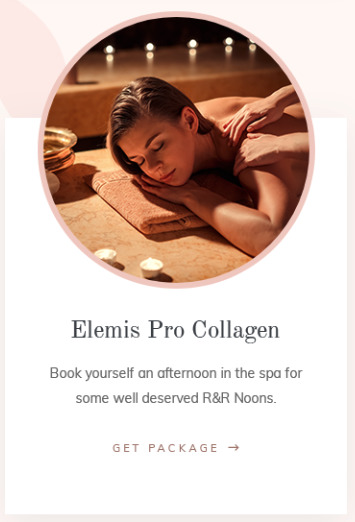 Elemis Pro Collagen
Book yourself an afternoon in the spa for
some well deserved R&R Noons.
GET PACKAGE →